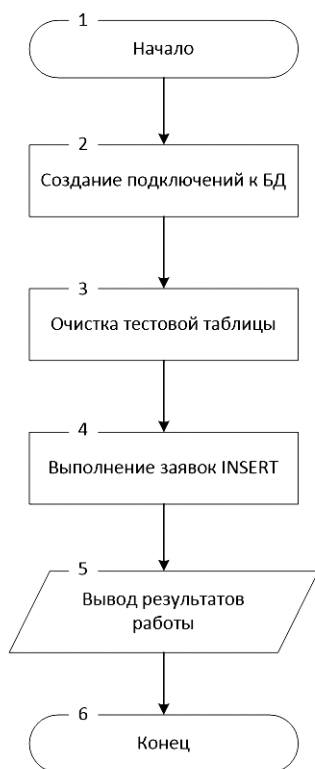 1
Начало
2
Создание подключений к БД
3
Очистка тестовой таблицы
4
Выполнение заявок INSERT
5
Вывод результатов
работы
6
Конец